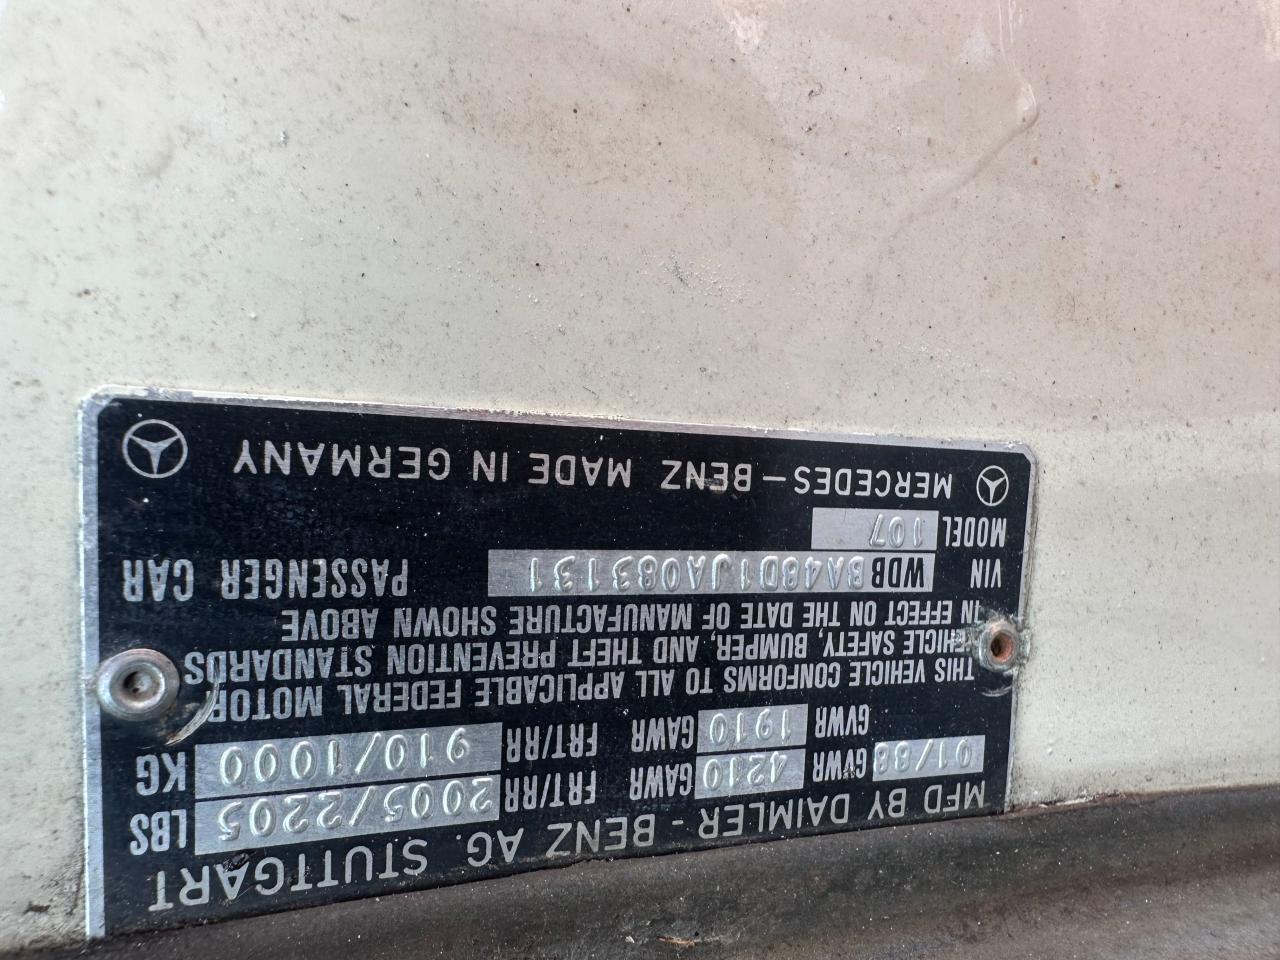 MFD BY DAIMLER - BENZ AG. STUTTGART
01/88 GVWR 4210 GAWR FRT/RR 2005/2205 LBS
GVWR 1910 GAWR FRT/RR 910/1000 KG
THIS VEHICLE CONFORMS TO ALL APPLICABLE FEDERAL MOTOR
VEHICLE SAFETY, BUMPER, AND THEFT PREVENTION STANDARDS
IN EFFECT ON THE DATE OF MANUFACTURE SHOWN ABOVE
VIN WDB BA48D1JA083131 PASSENGER CAR
MODEL 107
MERCEDES – BENZ MADE IN GERMANY